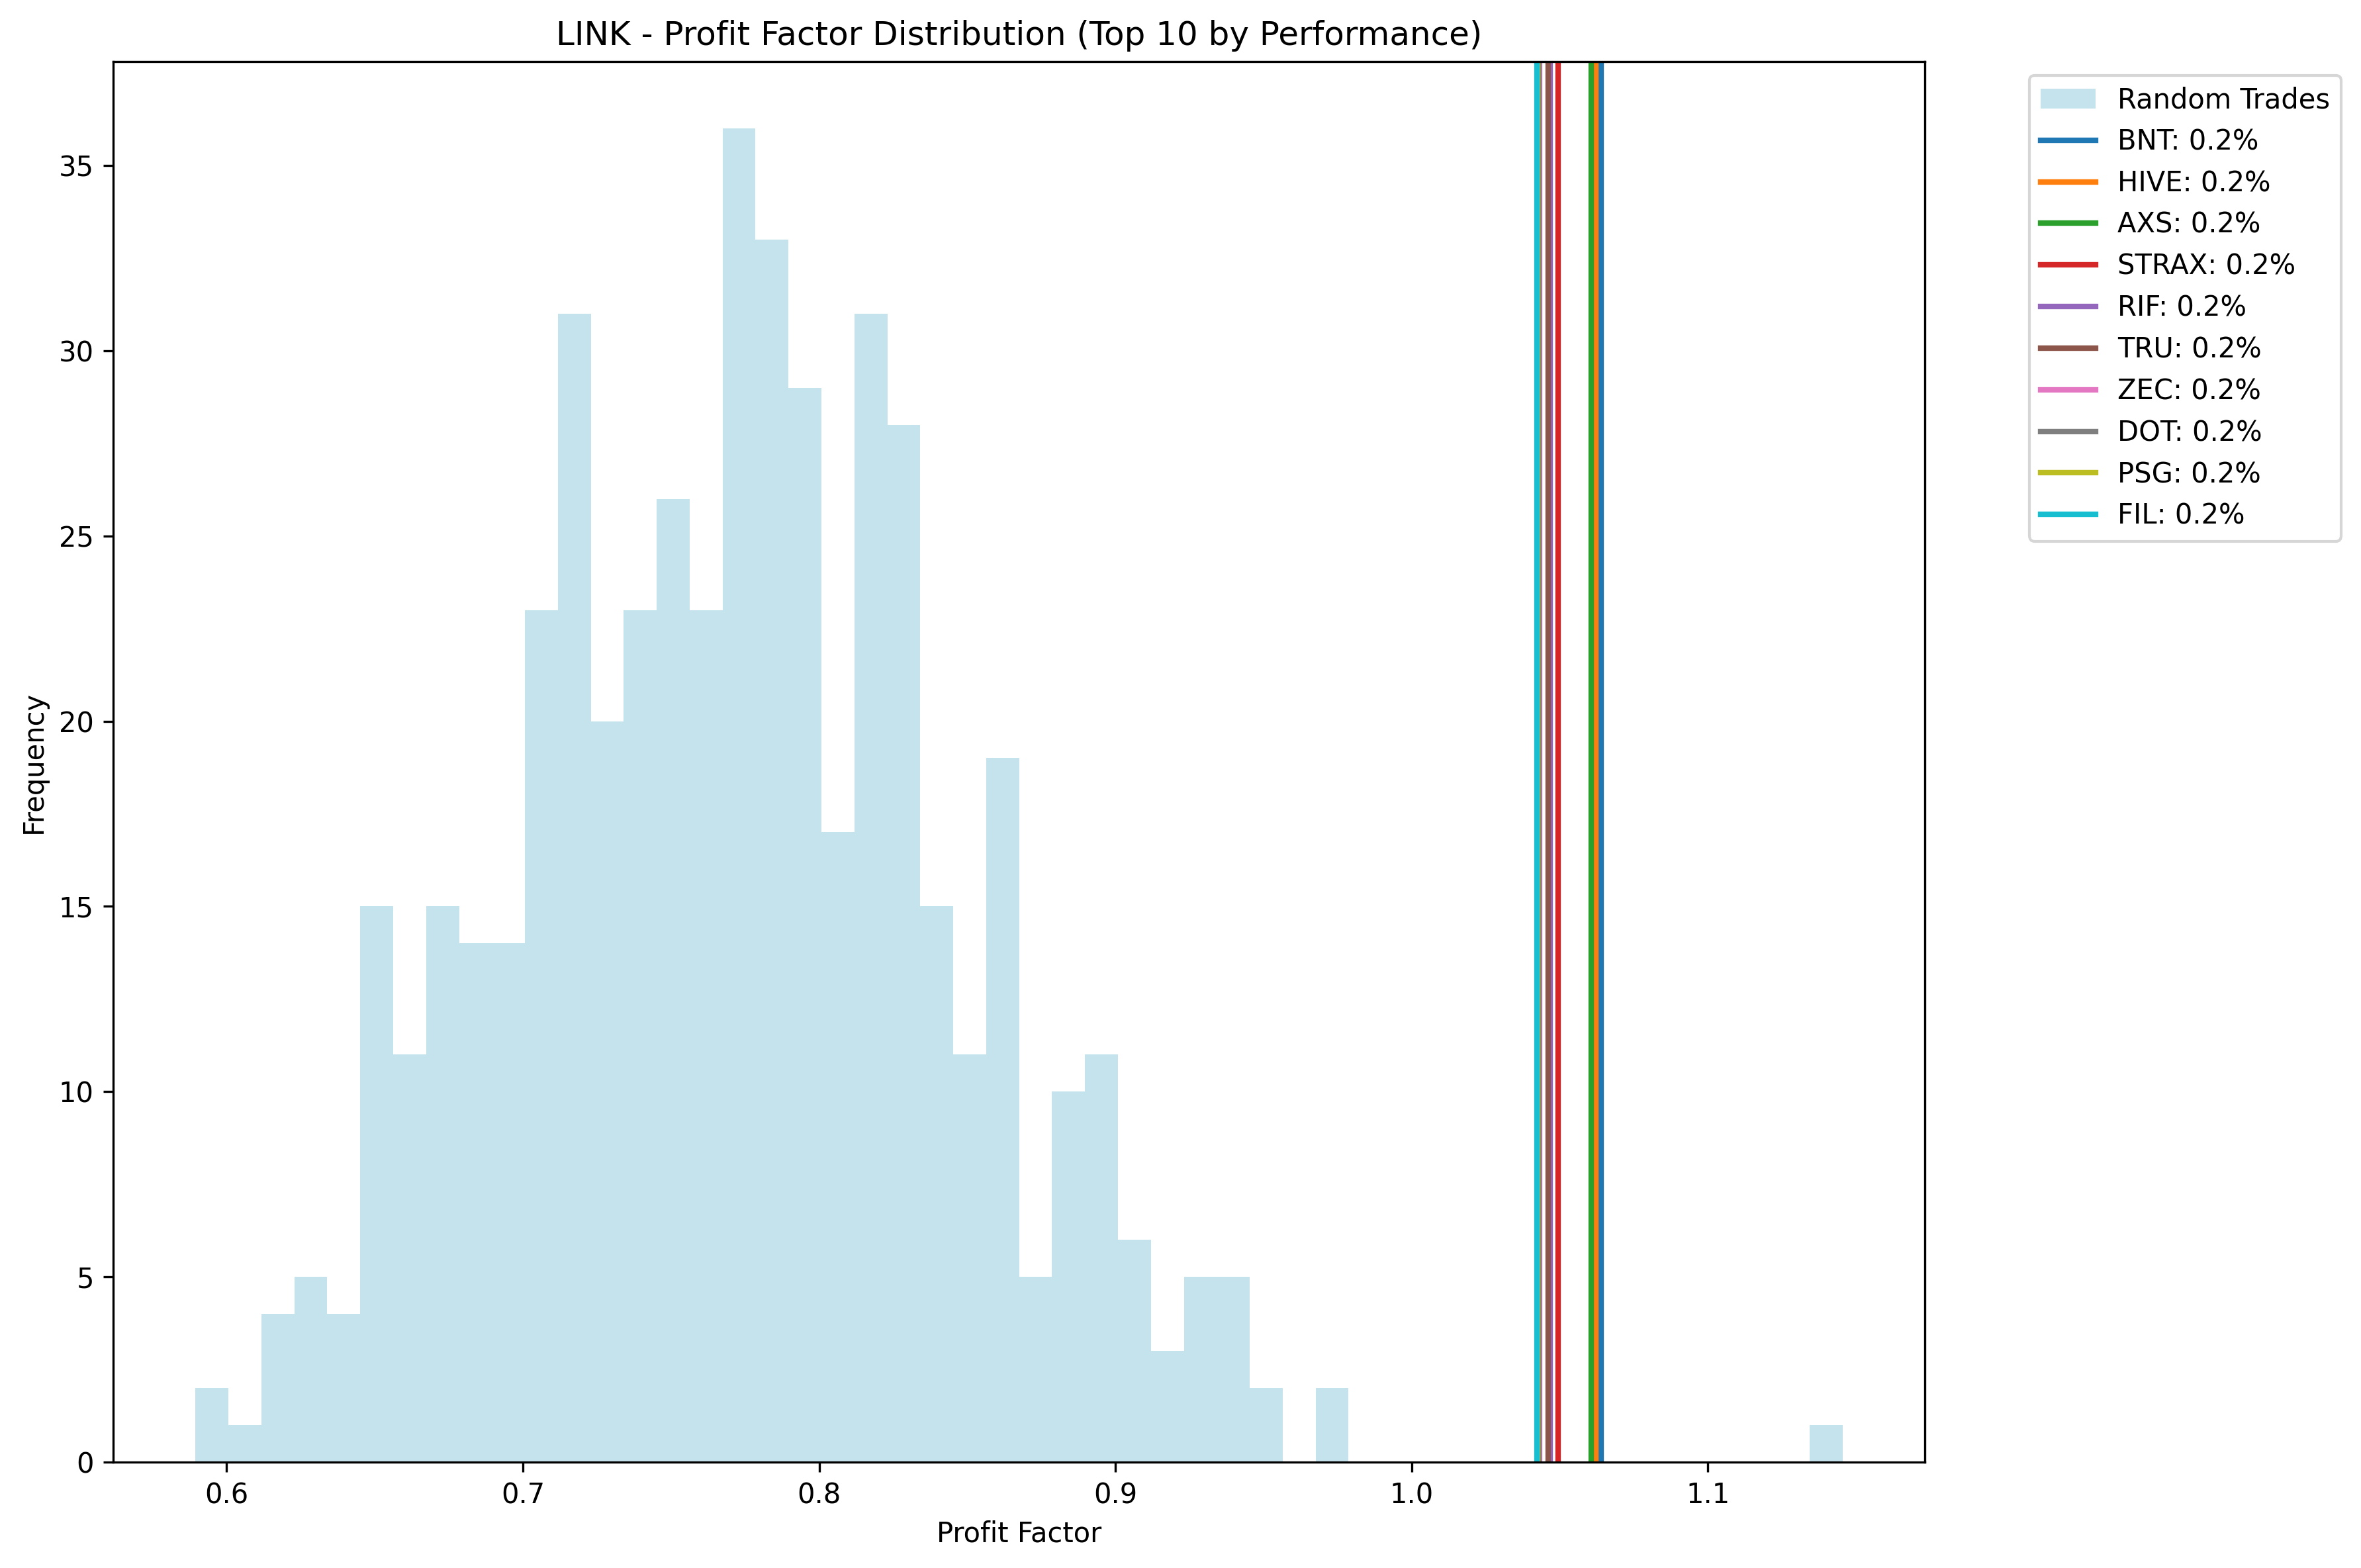 LINK - Profit Factor Distribution (Top 10 by Performance)
Random Trades
BNT: 0.2%
HIVE: 0.2%
AXS: 0.2%
STRAX: 0.2%
RIF: 0.2%
TRU: 0.2%
ZEC: 0.2%
DOT: 0.2%
PSG: 0.2%
FIL: 0.2%
Frequency
35
30
25
20
15
10
5
0
0.6 0.7 0.8 0.9 1.0 1.1
Profit Factor